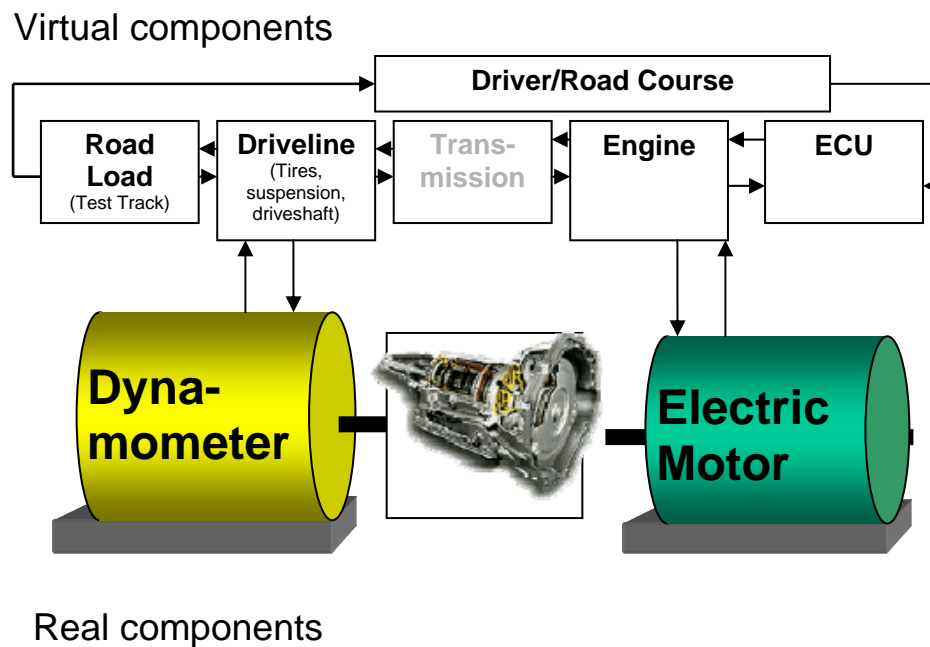 Virtual components
Driver/Road Course
Road
Load
(Test Track)
Driveline
(Tires,
suspension,
driveshaft)
Trans-
mission
Engine
ECU
Dyna-
mometer
Electric
Motor
Real components